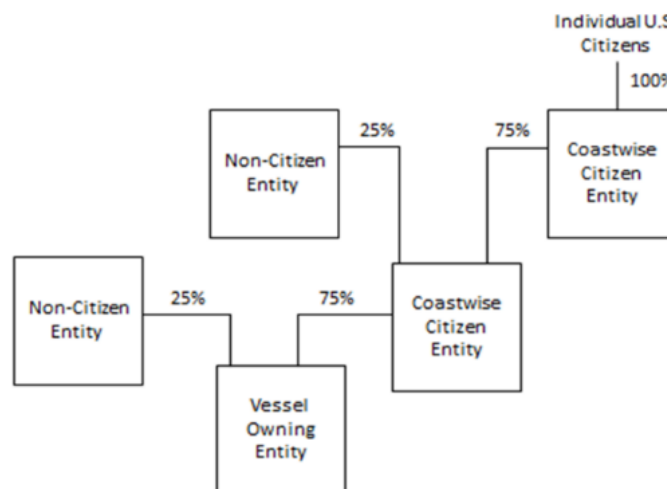 Individual U.S
Citizens
100%
25%
75%
Non-Citizen
Entity
Coastwise
Citizen
Entity
Non-Citizen
Entity
25%
75%
Coastwise
Citizen
Entity
Vessel
Owning
Entity